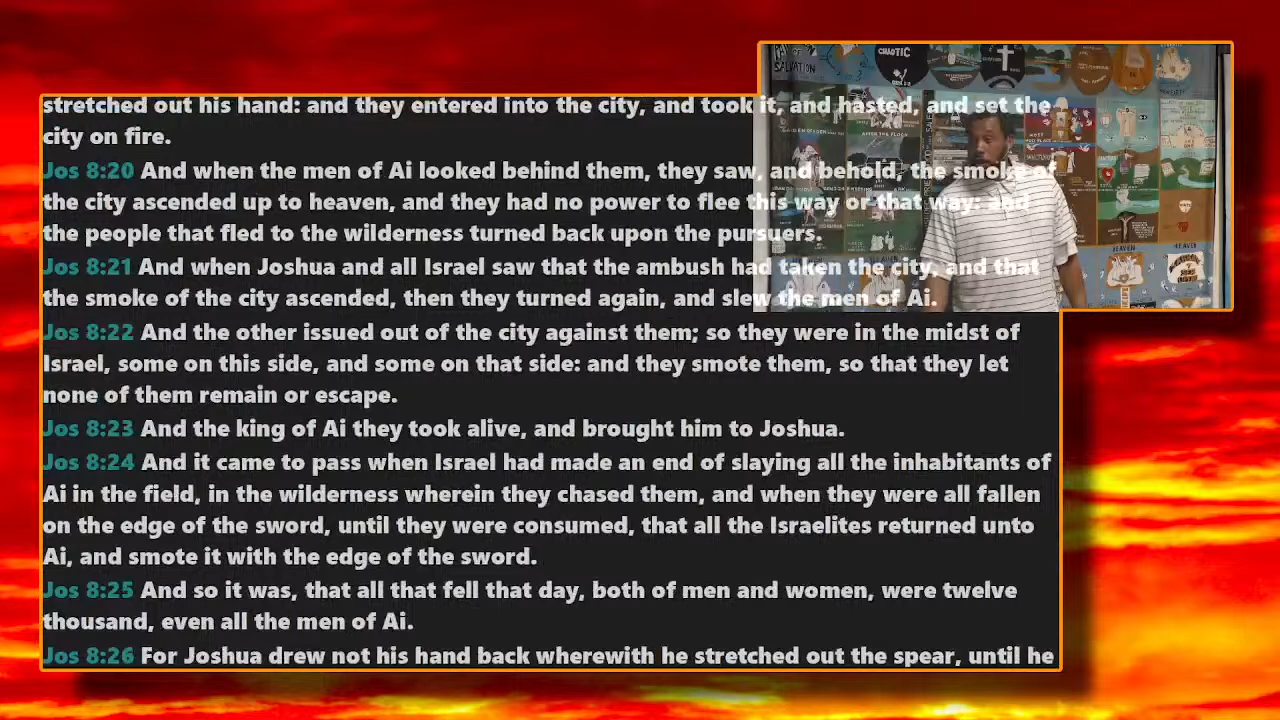 stretched out his hand: and they entered into the city, and took it, and hasted, and set the
city on fire.
Jos 8:20 And when the men of Ai looked behind them, they saw, and behold, the smoke of
the city ascended up to heaven, and they had no power to flee this way or that way: and
the people that fled to the wilderness turned back upon the pursuers.
Jos 8:21 And when Joshua and all Israel saw that the ambush had taken the city, and that
the smoke of the city ascended, then they turned again, and slew the men of Ai.
Jos 8:22 And the other issued out of the city against them; so they were in the midst of
Israel, some on this side, and some on that side: and they smote them, so that they let
none of them remain or escape.
Jos 8:23 And the king of Ai they took alive, and brought him to Joshua.
Jos 8:24 And it came to pass when Israel had made an end of slaying all the inhabitants of
Ai in the field, in the wilderness wherein they chased them, and when they were all fallen
on the edge of the sword, until they were consumed, that all the Israelites returned unto
Ai, and smote it with the edge of the sword.
Jos 8:25 And so it was, that all that fell that day, both of men and women, were twelve
thousand, even all the men of Ai.
Jos 8:26 For Joshua drew not his hand back wherewith he stretched out the spear, until he
SALVATION
CHAOTIC
AFTER THE FLOOD
HEAVEN
HEAVEN